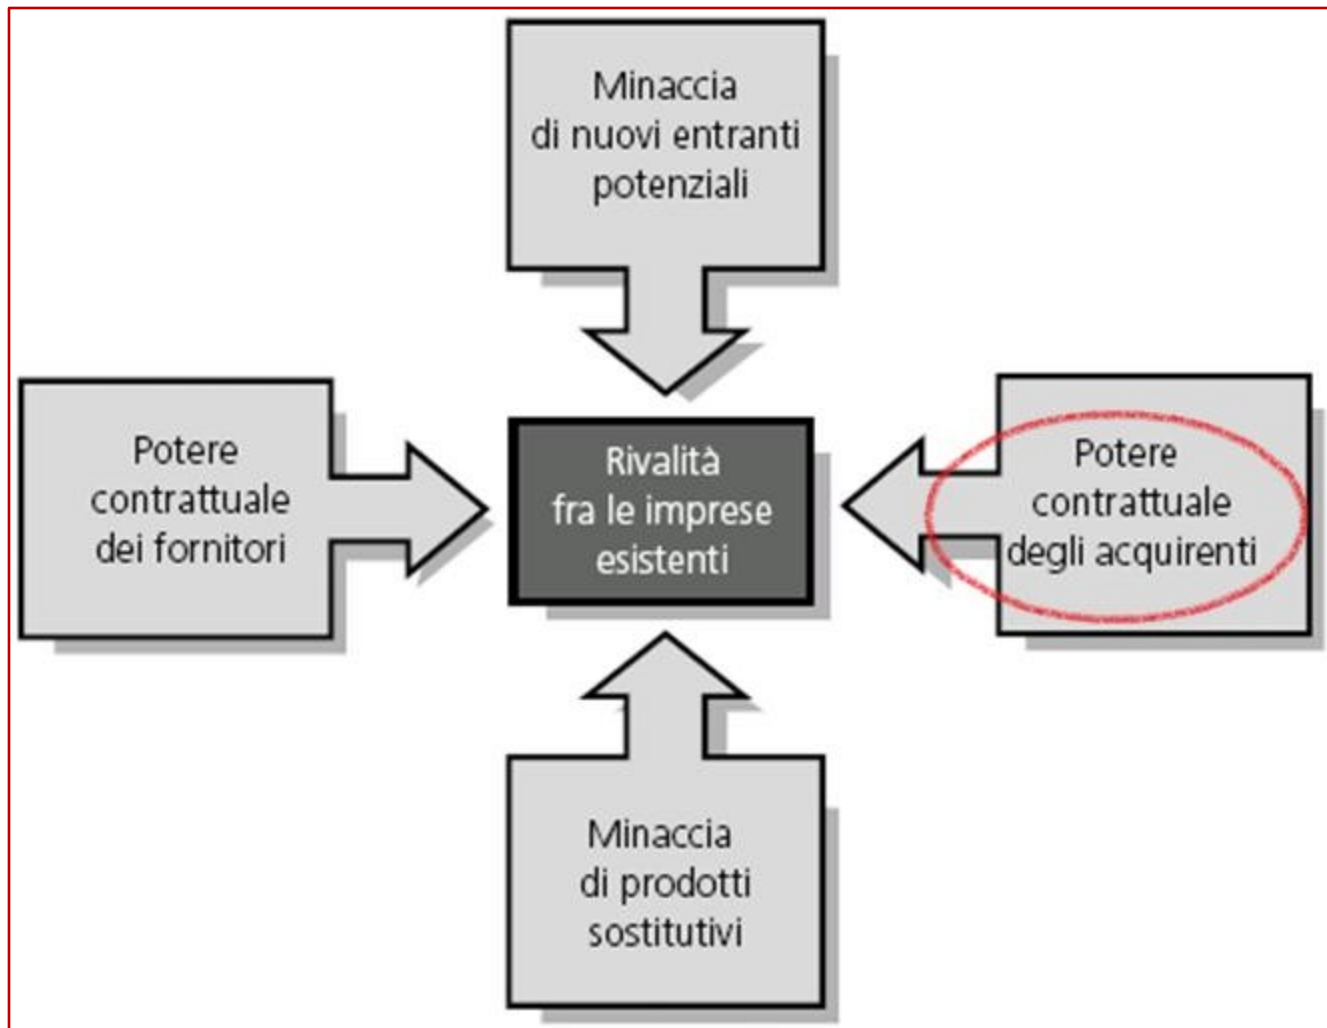 Minaccia
di nuovi entranti
potenziali
Potere
contrattuale
dei fornitori
Rivalità
fra le imprese
esistenti
Potere
contrattuale
degli acquirenti
Minaccia
di prodotti
sostitutivi